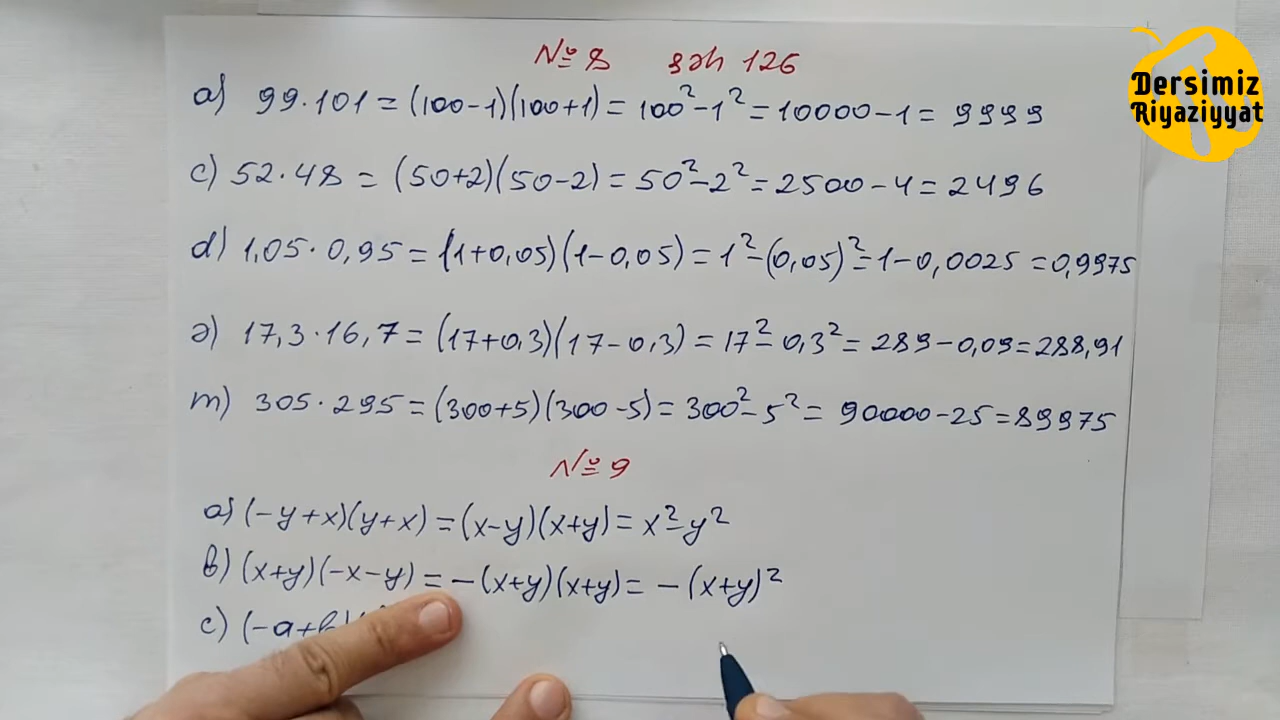 № 8 səh 126
a) 99·101 = (100-1)(100+1) = 100² - 1² = 10000 - 1 = 9999
c) 52·48 = (50+2)(50-2) = 50² - 2² = 2500 - 4 = 2496
d) 1,05·0,95 = (1+0,05)(1-0,05) = 1² - (0,05)² = 1 - 0,0025 = 0,9975
ə) 17,3·16,7 = (17+0,3)(17-0,3) = 17² - 0,3² = 289 - 0,09 = 288,91
m) 305·295 = (300+5)(300-5) = 300² - 5² = 90000 - 25 = 89975
№ 9
a) (-y+x)(y+x) = (x-y)(x+y) = x² - y²
b) (x+y)(-x-y) = -(x+y)(x+y) = -(x+y)²
c) (-a+b)
Dersimiz
Riyaziyyat